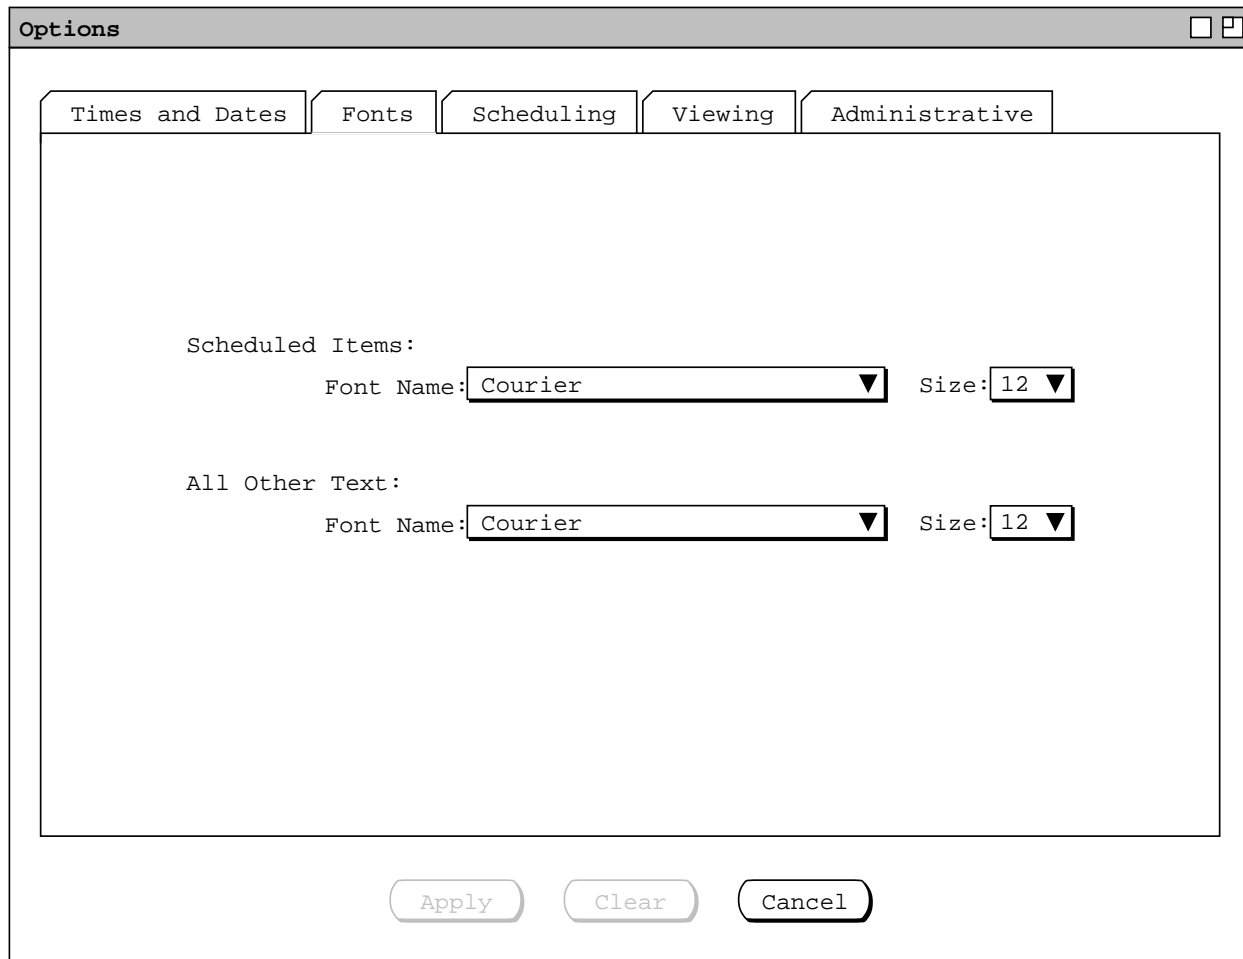 Options
Times and Dates Fonts Scheduling Viewing Administrative
Scheduled Items:
Font Name: Courier Size: 12
All Other Text:
Font Name: Courier Size: 12
Apply Clear Cancel